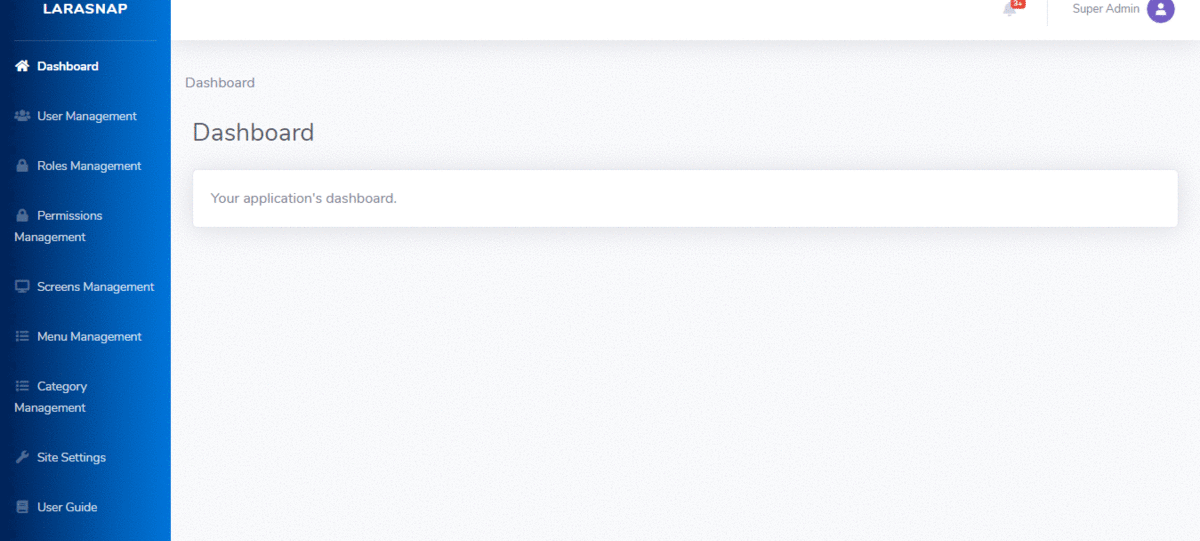 LARASNAP
3+
Super Admin
Dashboard
User Management
Roles Management
Permissions
Management
Screens Management
Menu Management
Category
Management
Site Settings
User Guide
Dashboard
Dashboard
Your application's dashboard.